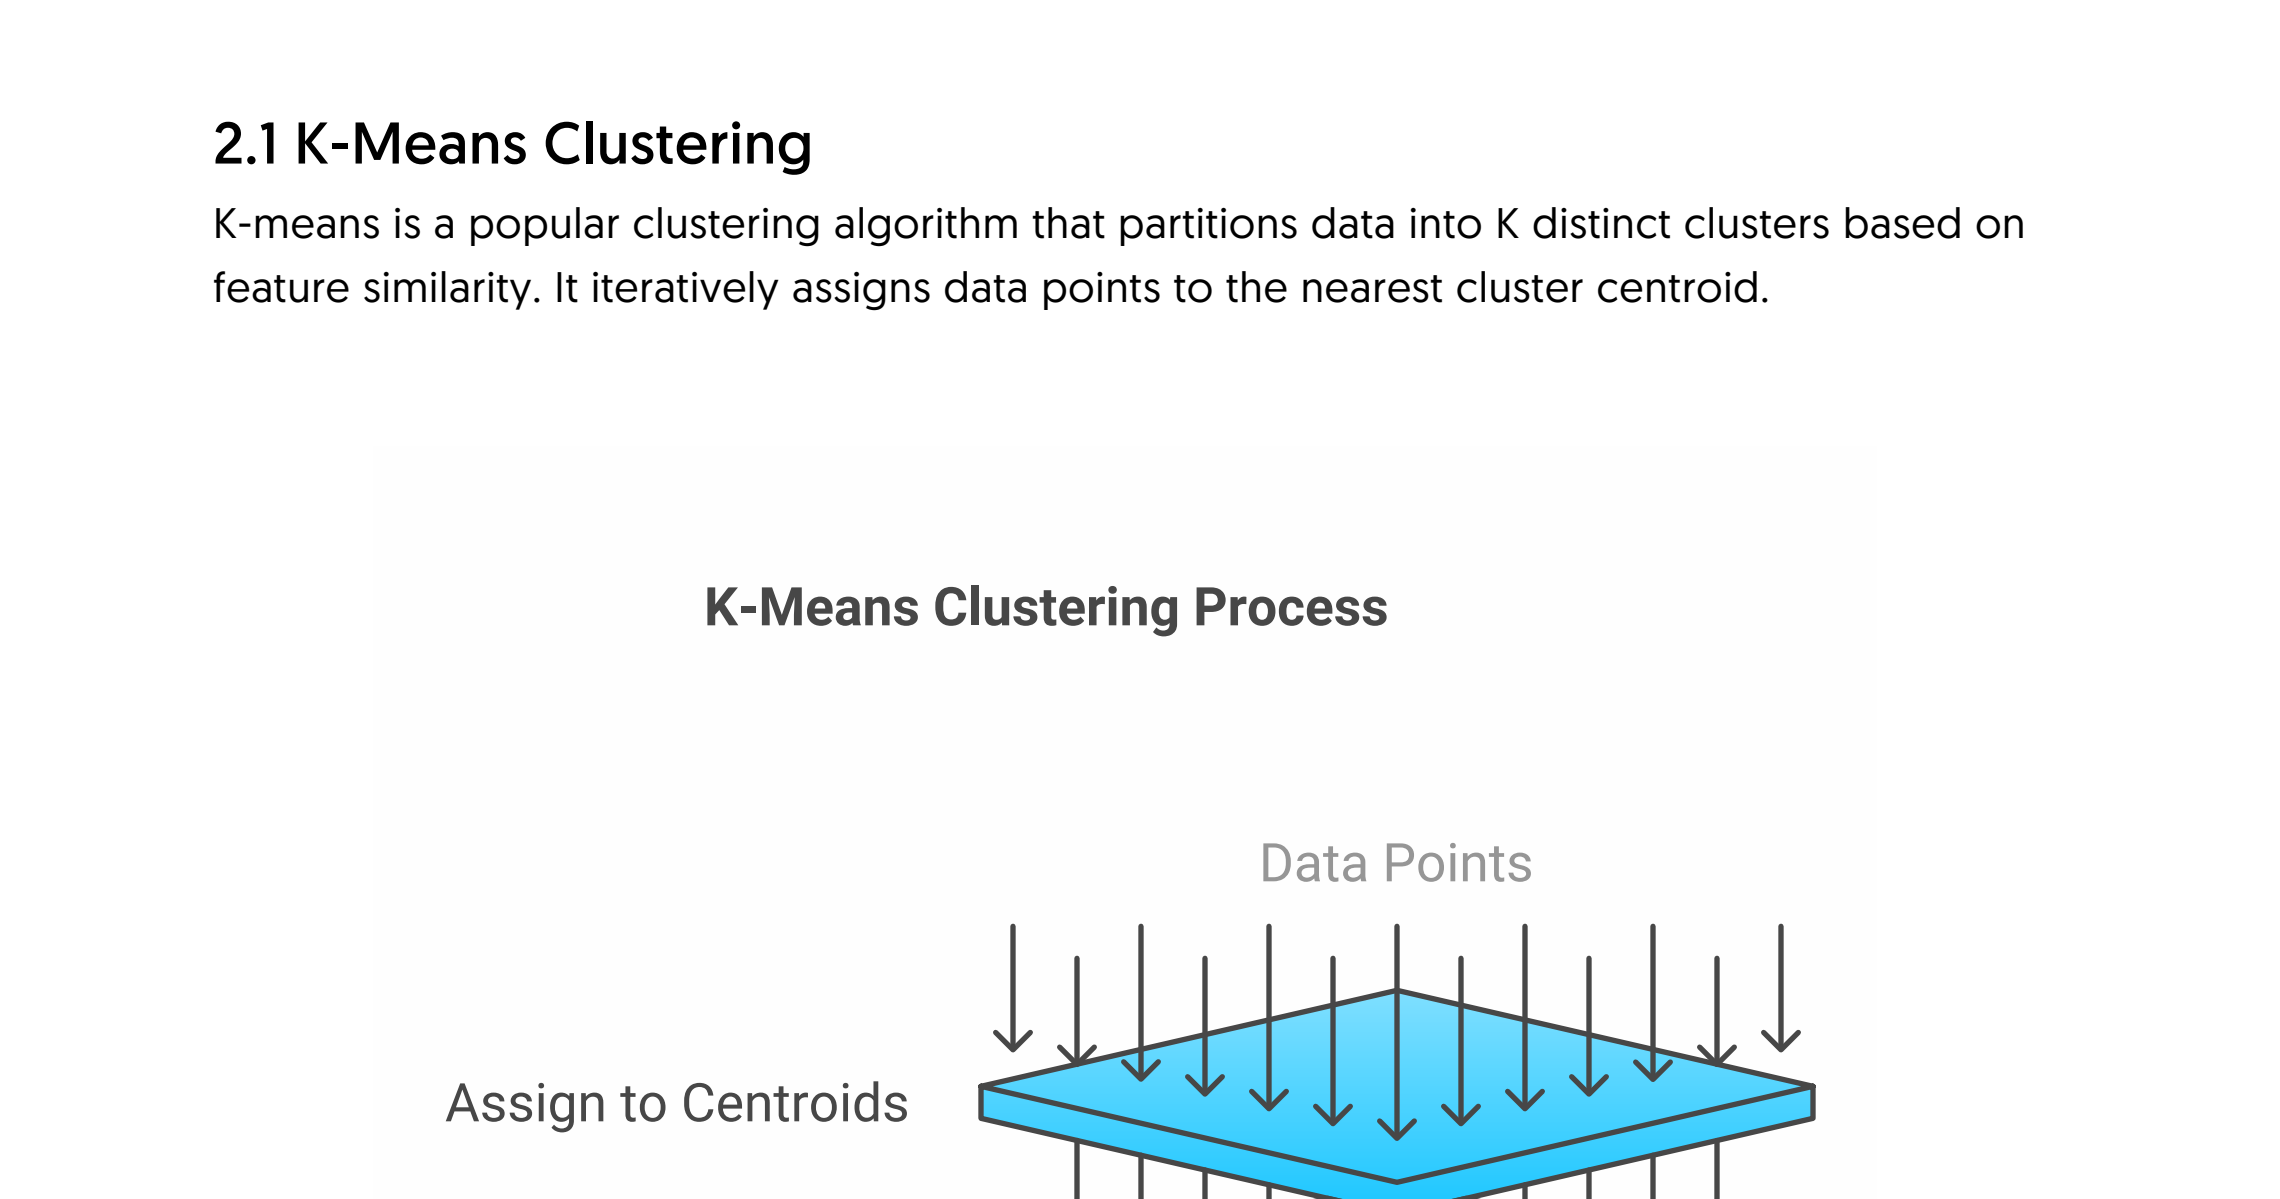 2.1 K-Means Clustering
K-means is a popular clustering algorithm that partitions data into K distinct clusters based on
feature similarity. It iteratively assigns data points to the nearest cluster centroid.
K-Means Clustering Process
Data Points
Assign to Centroids